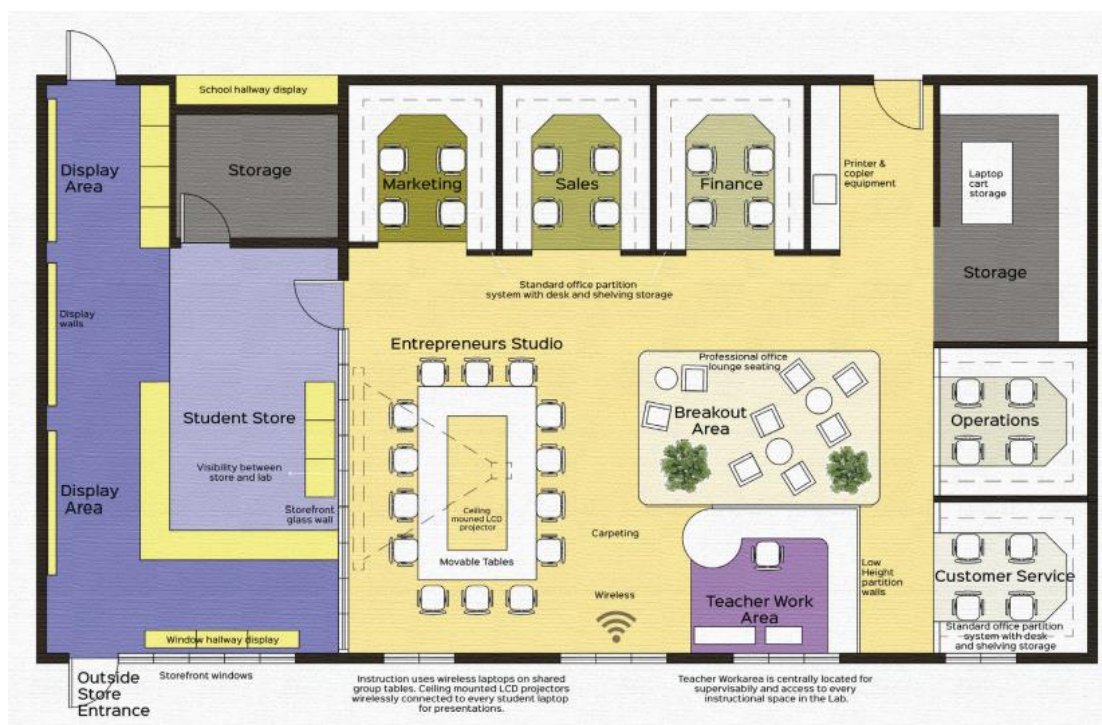 School hallway display
Display
Area
Storage
Marketing
Sales
Finance
Printer &
copier
equipment
Laptop
cart
storage
Storage
Standard office partition
system with desk and shelving storage
Display
walls
Entrepreneurs Studio
Professional office
lounge seating
Breakout
Area
Operations
Student Store
Visibility between
store and lab
Display
Area
Storefront
glass wall
Ceiling
mouned LCD
projector
Movable Tables
Carpeting
Wireless
Low
Height
partition
walls
Teacher Work
Area
Customer Service
Standard office partition
system with desk
and shelving storage
Window hallway display
Outside
Store
Entrance
Storefront windows
Instruction uses wireless laptops on shared
group tables. Ceiling mounted LCD projectors
wirelessly connected to every student laptop
for presentations.
Teacher Workarea is centrally located for
supervisabily and access to every
instructional space in the Lab.